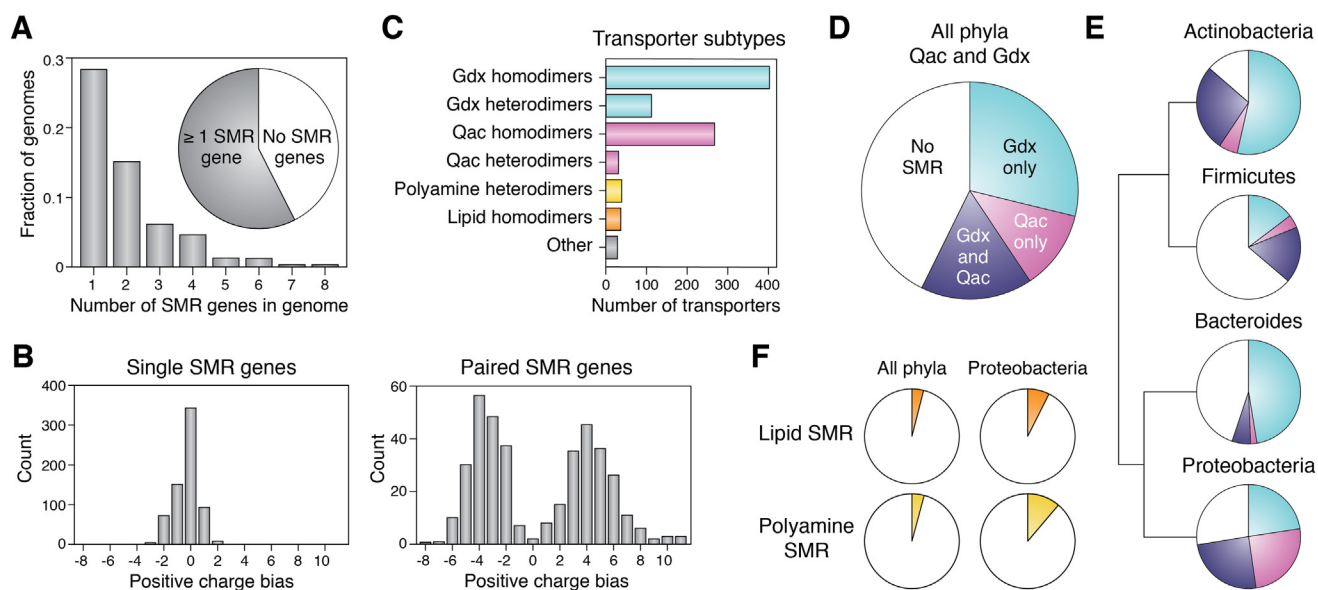 A
Fraction of genomes
0.3
0.2
0.1
0
≥ 1 SMR
gene
No SMR
genes
1 2 3 4 5 6 7 8
Number of SMR genes in genome
B
Single SMR genes
Count
400
300
200
100
0
-8 -6 -4 -2 0 2 4 6 8 10
Positive charge bias
Paired SMR genes
Count
60
40
20
0
-8 -6 -4 -2 0 2 4 6 8 10
Positive charge bias
C
Transporter subtypes
Gdx homodimers
Gdx heterodimers
Qac homodimers
Qac heterodimers
Polyamine heterodimers
Lipid homodimers
Other
0 100 200 300 400
Number of transporters
D
All phyla
Qac and Gdx
No
SMR
Gdx
only
Qac
only
Gdx
and
Qac
E
Actinobacteria
Firmicutes
Bacteroides
Proteobacteria
F
All phyla
Proteobacteria
Lipid SMR
Polyamine
SMR